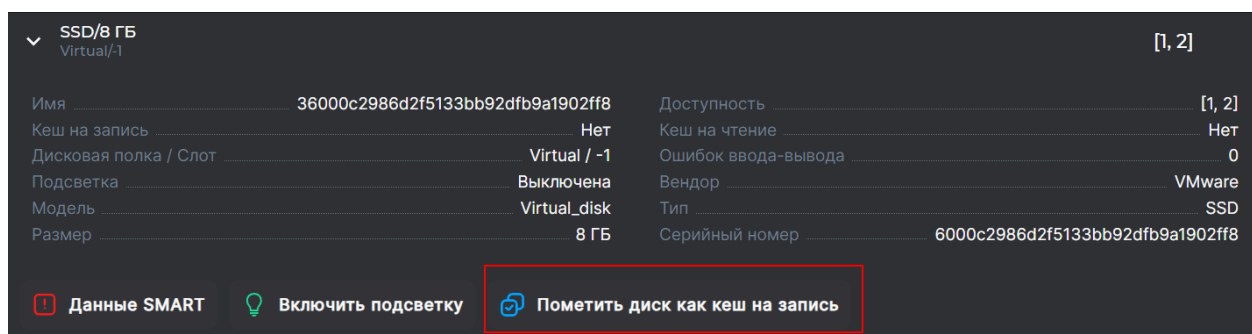 SSD/8 ГБ
Virtual/-1
[1, 2]
Имя 36000c2986d2f5133bb92dfb9a1902ff8
Доступность [1, 2]
Кеш на запись Нет
Кеш на чтение Нет
Дисковая полка / Слот Virtual / -1
Ошибок ввода-вывода 0
Подсветка Выключена
Вендор VMware
Модель Virtual_disk
Тип SSD
Размер 8 ГБ
Серийный номер 6000c2986d2f5133bb92dfb9a1902ff8
Данные SMART
Включить подсветку
Пометить диск как кеш на запись